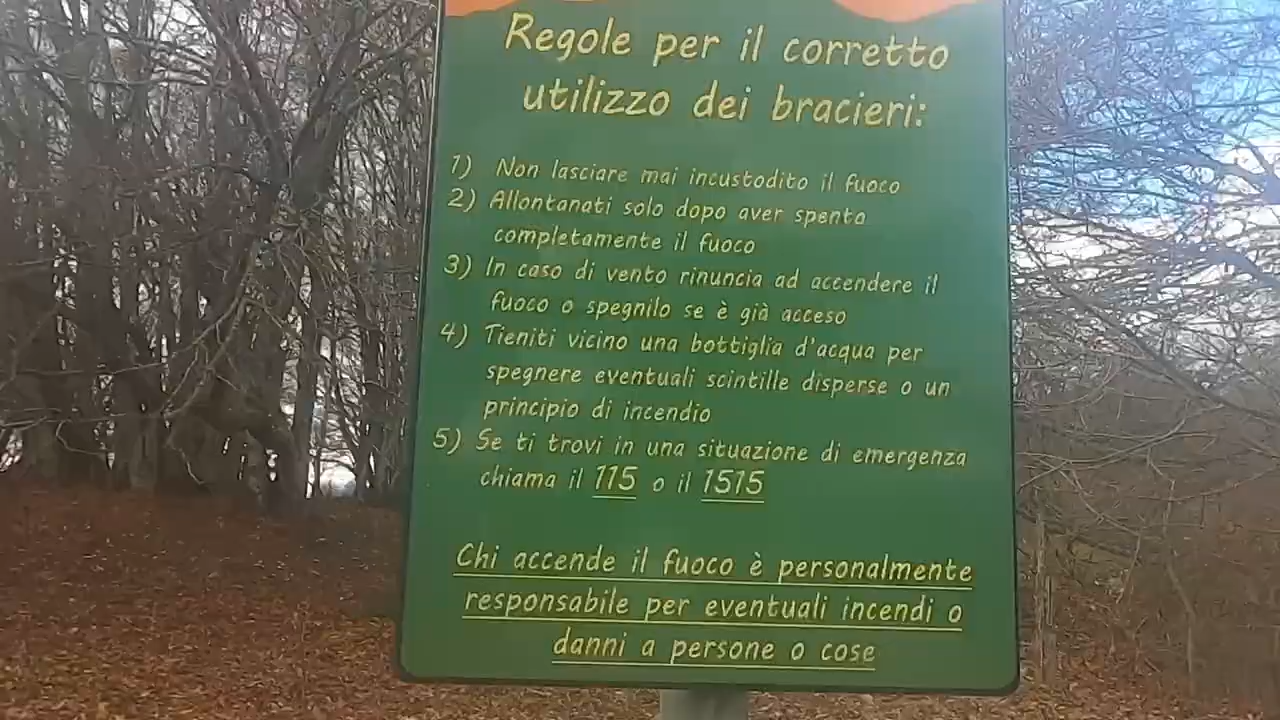 Regole per il corretto
utilizzo dei bracieri:
1) Non lasciare mai incustodito il fuoco
2) Allontanati solo dopo aver spento
completamente il fuoco
3) In caso di vento rinuncia ad accendere il
fuoco o spegnilo se è già acceso
4) Tieniti vicino una bottiglia d'acqua per
spegnere eventuali scintille disperse o un
principio di incendio
5) Se ti trovi in una situazione di emergenza
chiama il 115 o il 1515
Chi accende il fuoco è personalmente
responsabile per eventuali incendi o
danni a persone o cose